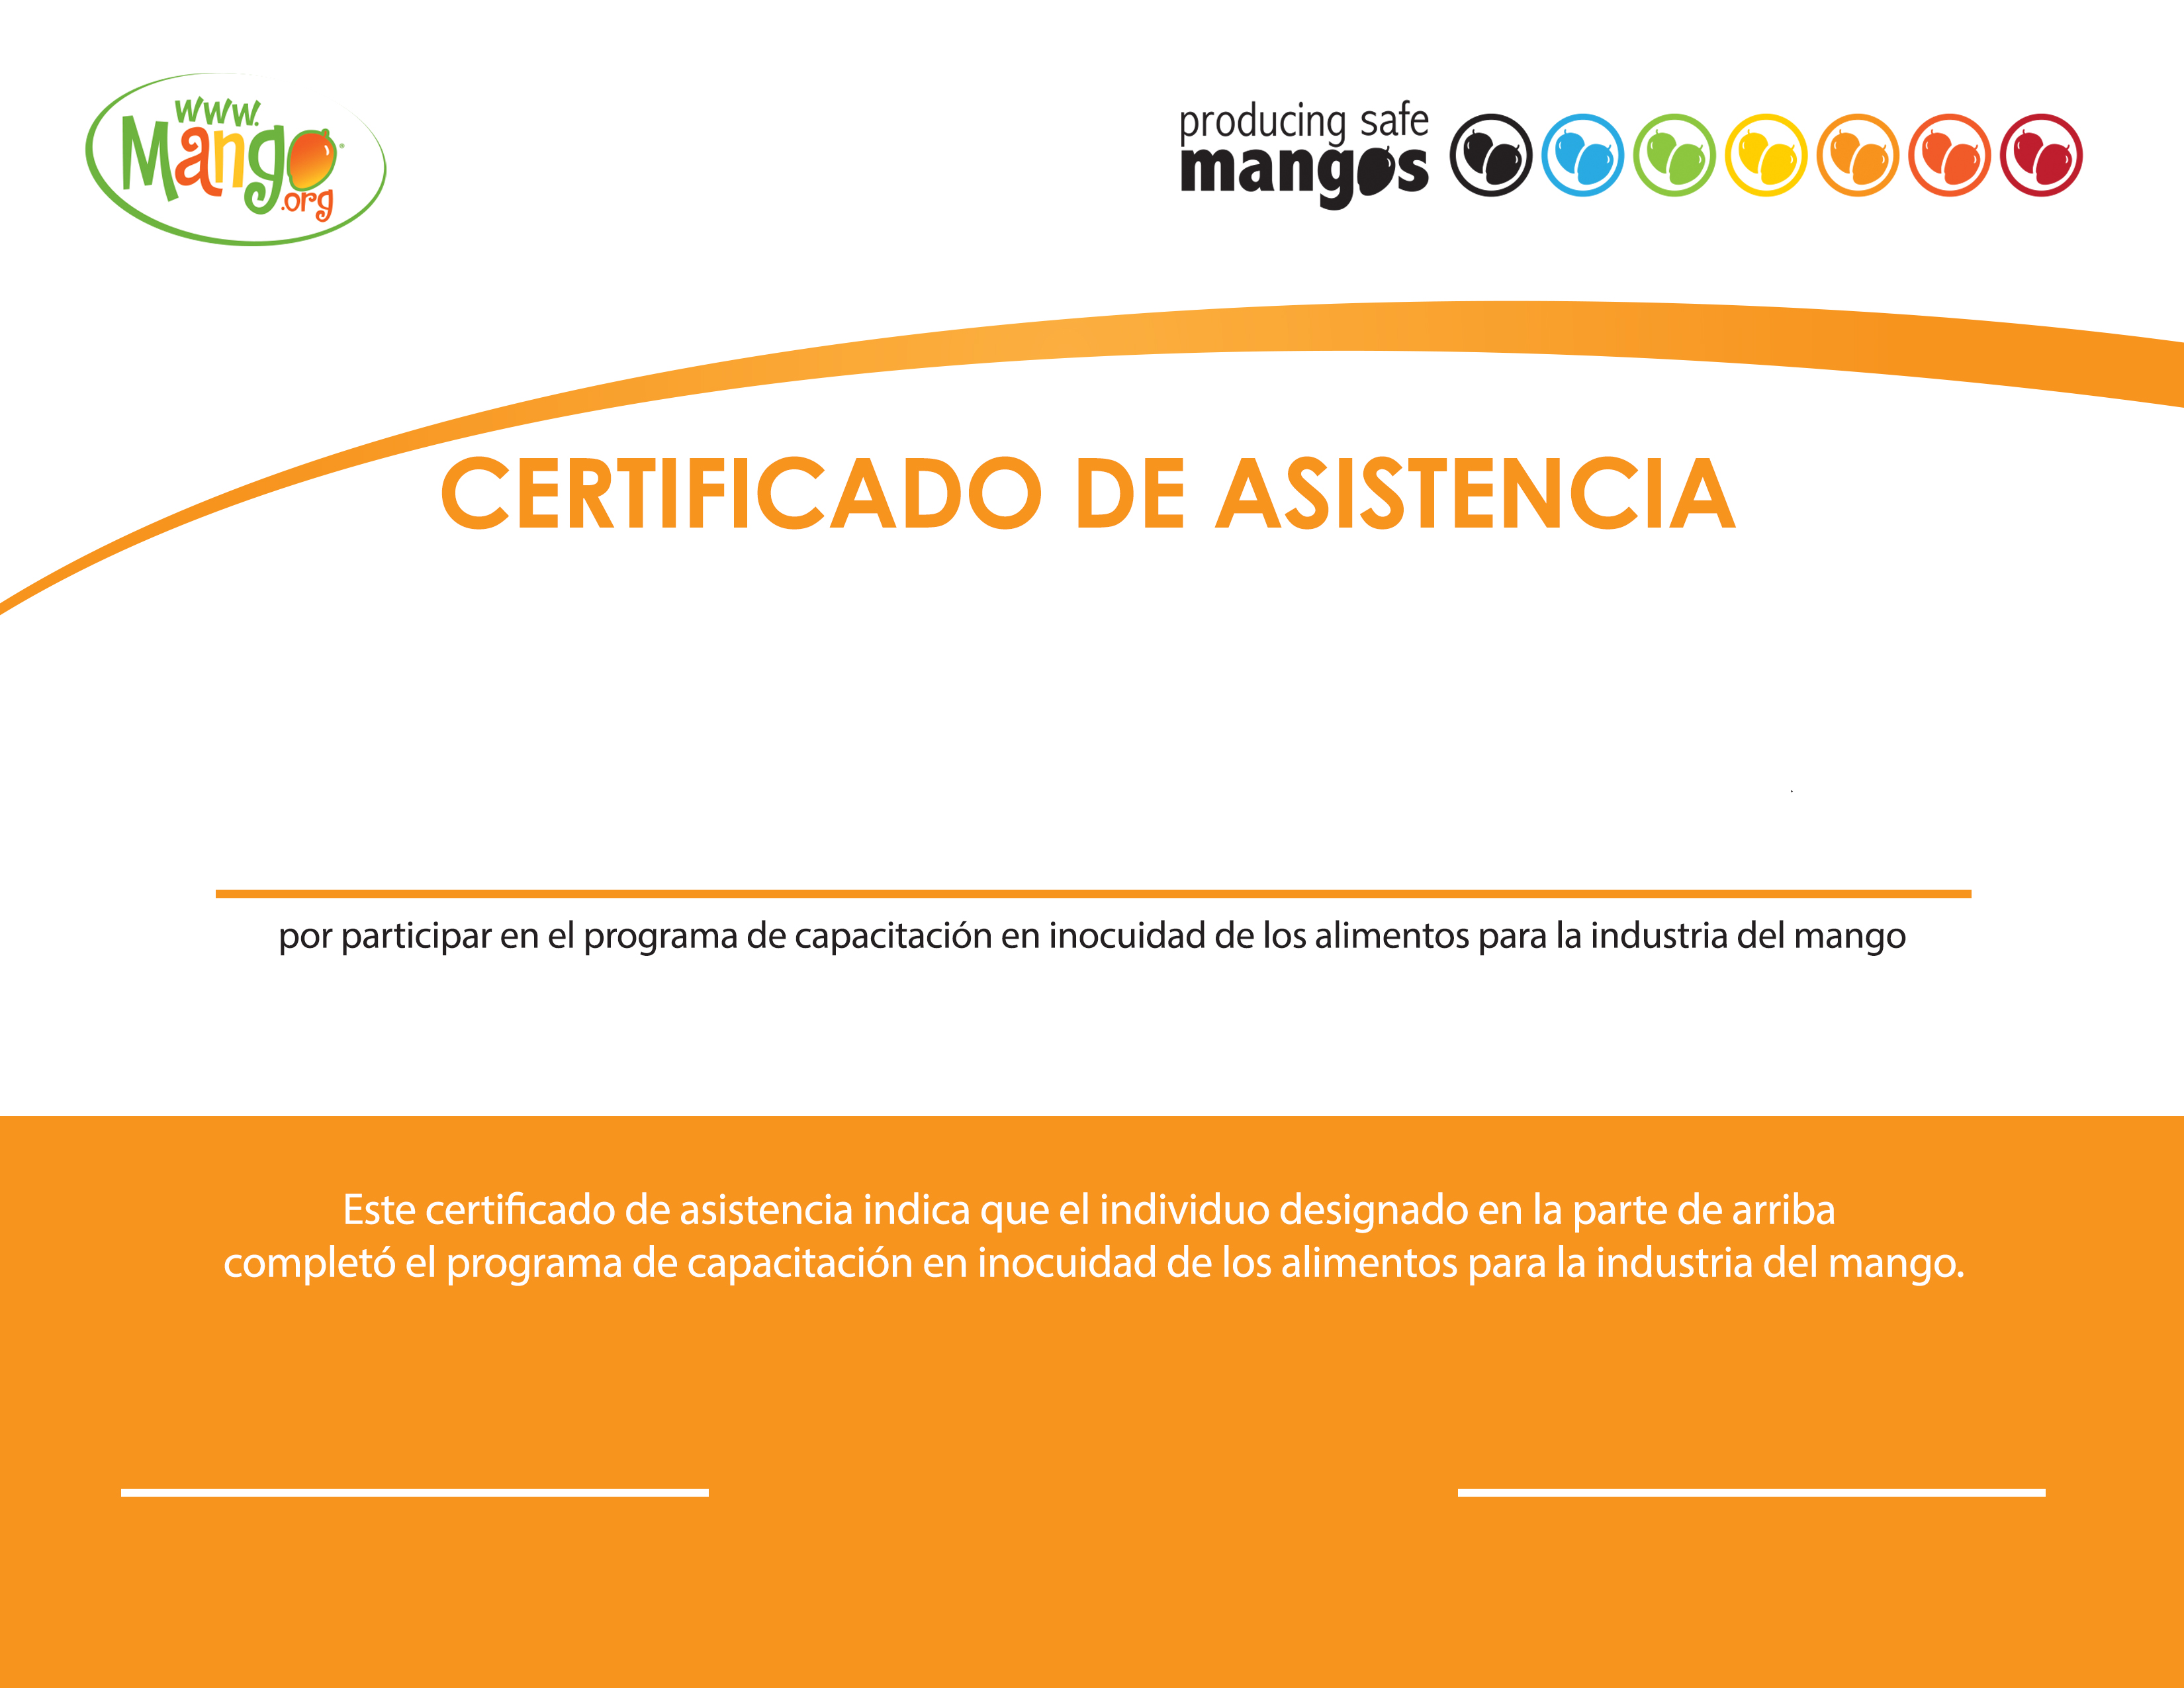 www.
Mango
.org
producing safe
mangos
CERTIFICADO DE ASISTENCIA
por participar en el programa de capacitación en inocuidad de los alimentos para la industria del mango
Este certificado de asistencia indica que el individuo designado en la parte de arriba
completó el programa de capacitación en inocuidad de los alimentos para la industria del mango.